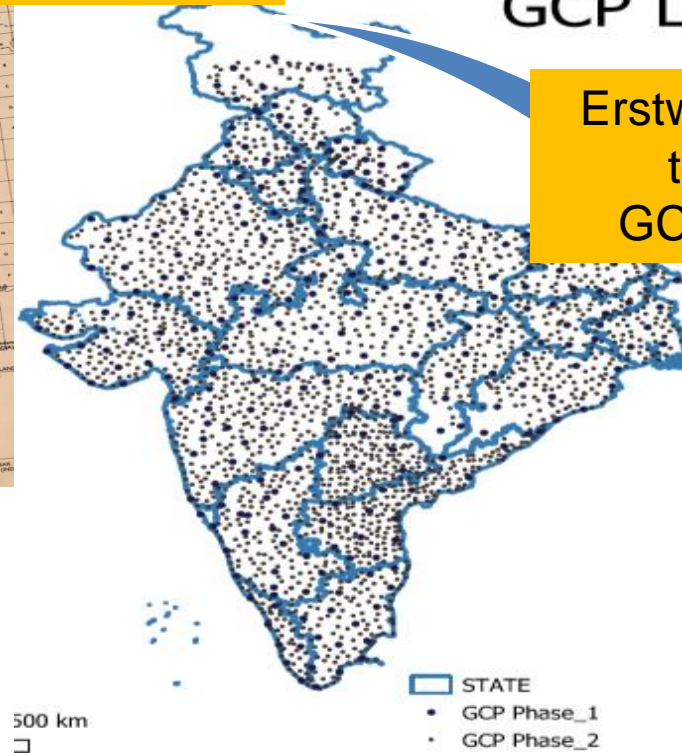 GCP L
Erstw
t
GC
STATE
GCP Phase_1
GCP Phase_2
500 km